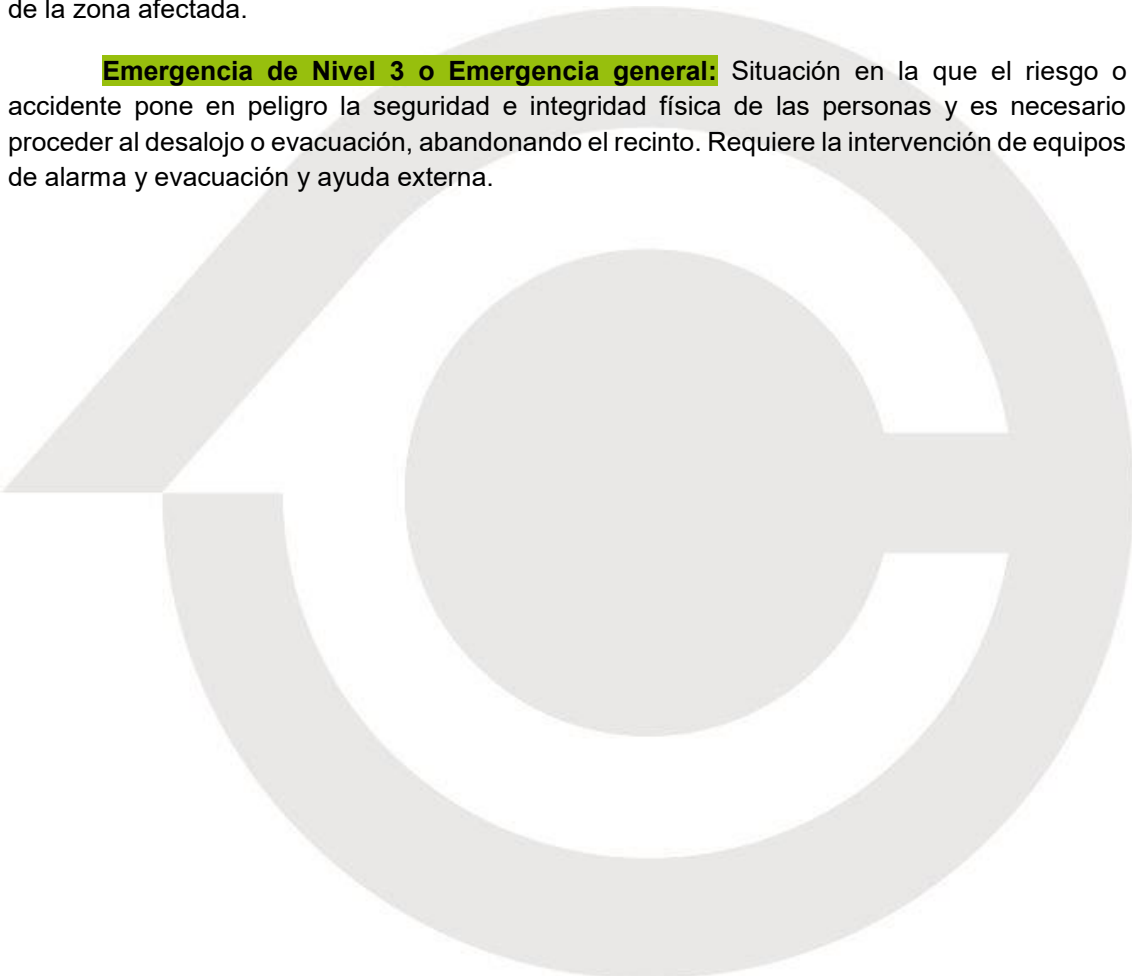 de la zona afectada.
Emergencia de Nivel 3 o Emergencia general: Situación en la que el riesgo o
accidente pone en peligro la seguridad e integridad física de las personas y es necesario
proceder al desalojo o evacuación, abandonando el recinto. Requiere la intervención de equipos
de alarma y evacuación y ayuda externa.